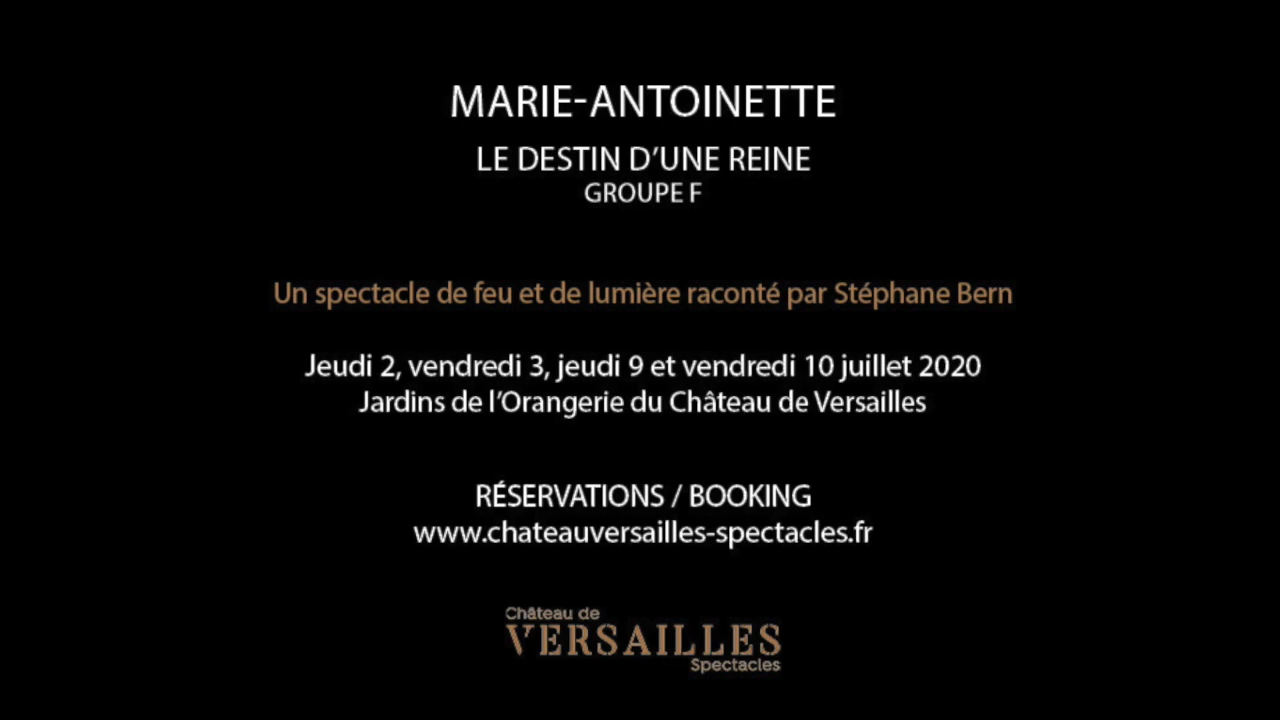 MARIE-ANTOINETTE
LE DESTIN D’UNE REINE
GROUPE F
Un spectacle de feu et de lumière raconté par Stéphane Bern
Jeudi 2, vendredi 3, jeudi 9 et vendredi 10 juillet 2020
Jardins de l’Orangerie du Château de Versailles
RÉSERVATIONS / BOOKING
www.chateauversailles-spectacles.fr
Château de
VERSAILLES
Spectacles